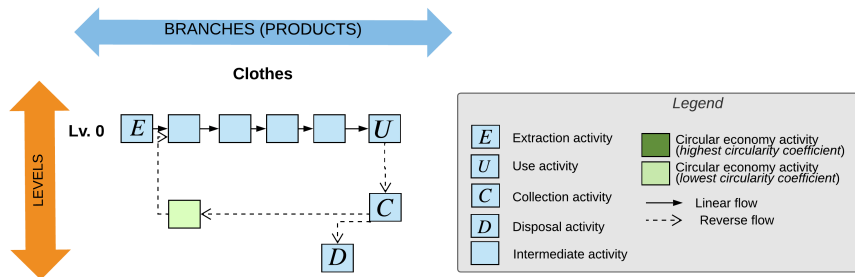 BRANCHES (PRODUCTS)
Clothes
LEVELS
Lv. 0
E
U
C
D
Legend
E Extraction activity
U Use activity
C Collection activity
D Disposal activity
Intermediate activity
Circular economy activity
(highest circularity coefficient)
Circular economy activity
(lowest circularity coefficient)
Linear flow
Reverse flow